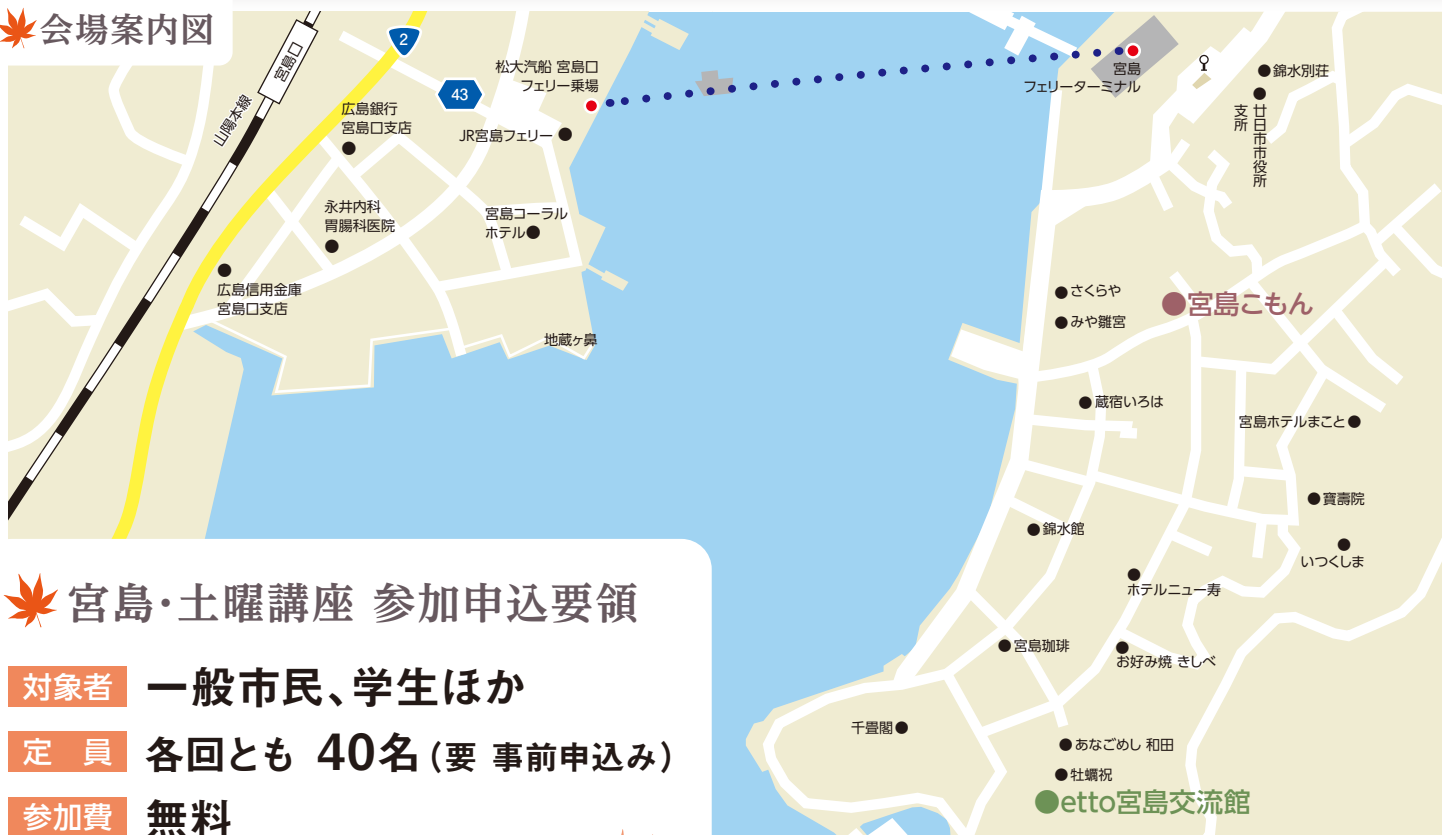 会場案内図
2
43
宮島口
山陽本線
松大汽船 宮島口
フェリー乗場
広島銀行
宮島口支店
JR宮島フェリー
永井内科
胃腸科医院
宮島コーラル
ホテル
広島信用金庫
宮島口支店
地蔵ヶ鼻
宮島
フェリーターミナル
錦水別荘
廿日市市役所
支所
さくらや
みや雛宮
宮島こもん
蔵宿いろは
宮島ホテルまこと
寶壽院
錦水館
いつくしま
ホテルニュー寿
宮島珈琲
お好み焼 きしべ
千畳閣
あなごめし 和田
牡蠣祝
etto宮島交流館
宮島・土曜講座 参加申込要領
対象者 一般市民、学生ほか
定 員 各回とも 40名(要 事前申込み)
参加費 無料